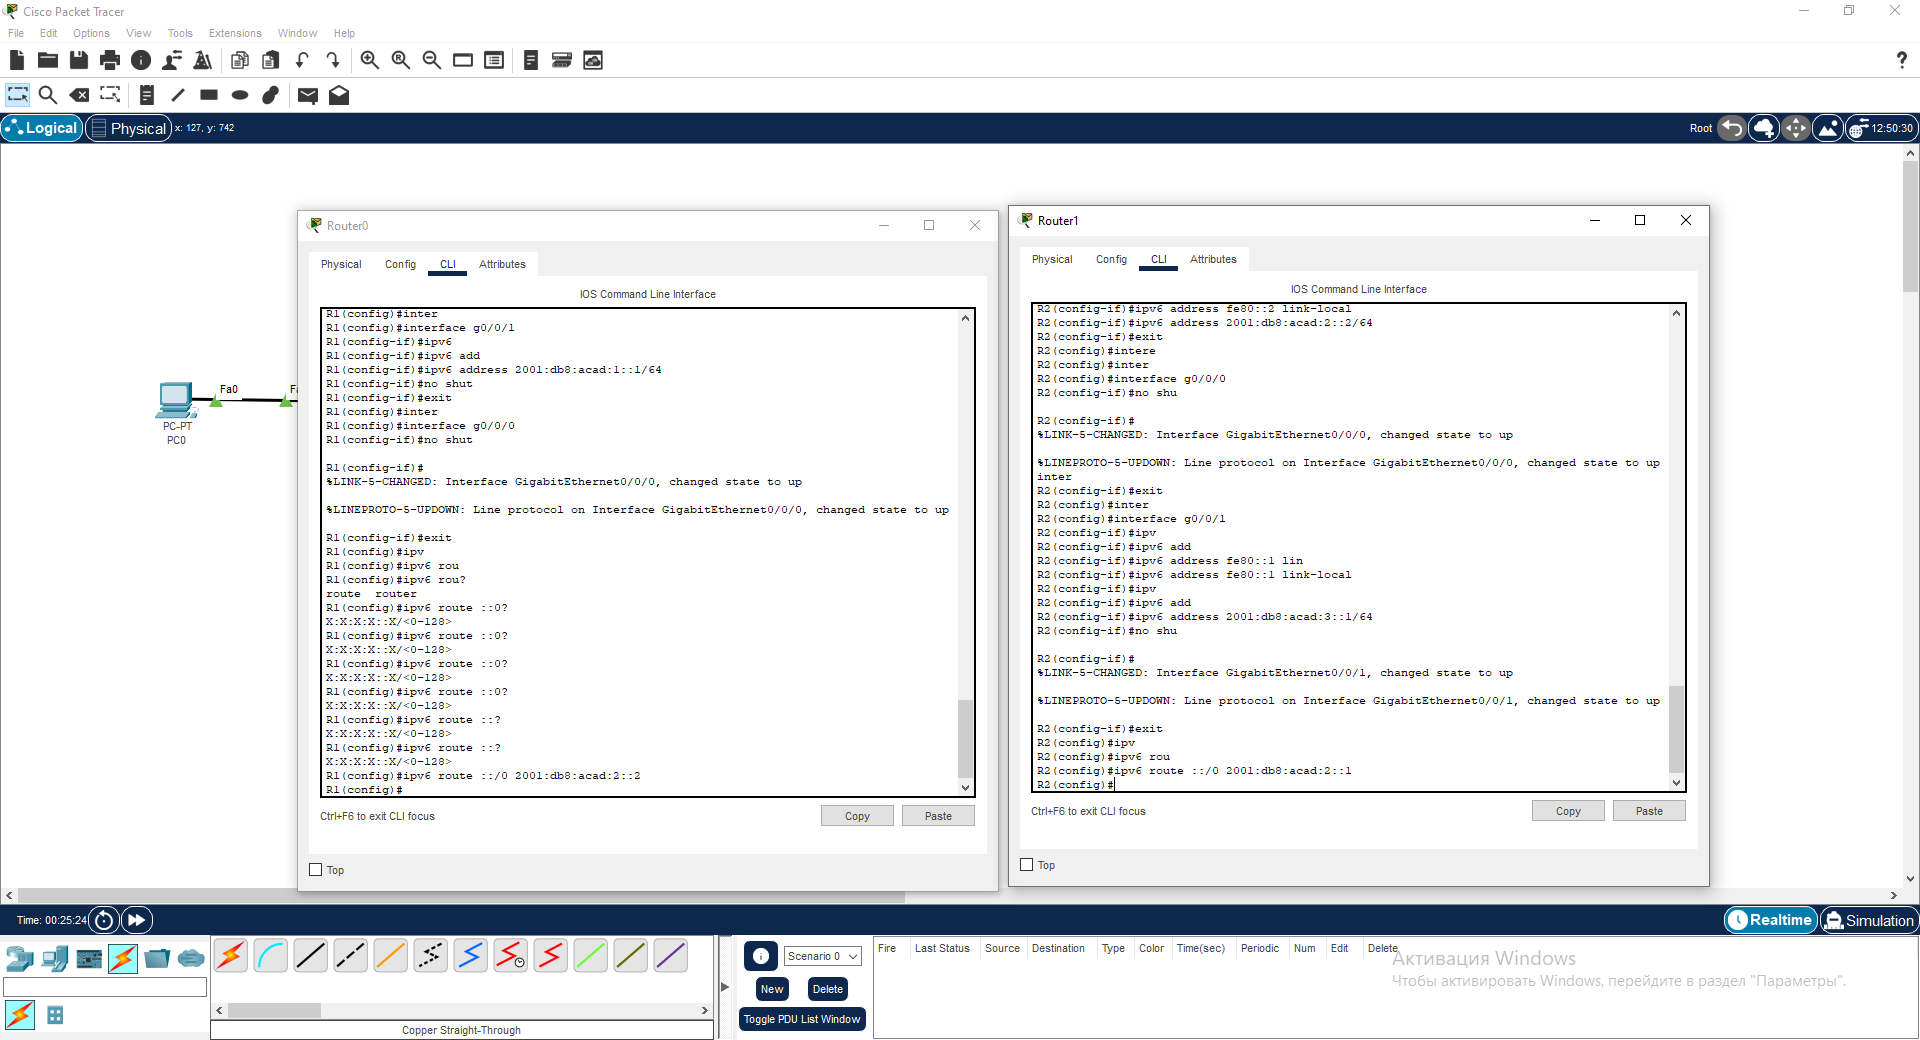 Cisco Packet Tracer
File Edit Options View Tools Extensions Window Help
Logical Physical x: 127, y: 742
Root 12:50:30
Fa0
Fa
PC-PT
PC0
Router0
Physical Config CLI Attributes
IOS Command Line Interface
R1(config)#inter
R1(config)#interface g0/0/1
R1(config-if)#ipv6
R1(config-if)#ipv6 add
R1(config-if)#ipv6 address 2001:db8:acad:1::1/64
R1(config-if)#no shut
R1(config-if)#exit
R1(config)#inter
R1(config)#interface g0/0/0
R1(config-if)#no shut
R1(config-if)#
%LINK-5-CHANGED: Interface GigabitEthernet0/0/0, changed state to up
%LINEPROTO-5-UPDOWN: Line protocol on Interface GigabitEthernet0/0/0, changed state to up
R1(config-if)#exit
R1(config)#ipv
R1(config)#ipv6 rou
R1(config)#ipv6 rou?
route router
R1(config)#ipv6 route ::0?
X:X:X:X::X/<0-128>
R1(config)#ipv6 route ::0?
X:X:X:X::X/<0-128>
R1(config)#ipv6 route ::0?
X:X:X:X::X/<0-128>
R1(config)#ipv6 route ::0?
X:X:X:X::X/<0-128>
R1(config)#ipv6 route ::?
X:X:X:X::X/<0-128>
R1(config)#ipv6 route ::?
X:X:X:X::X/<0-128>
R1(config)#ipv6 route ::/0 2001:db8:acad:2::2
R1(config)#
Ctrl+F6 to exit CLI focus
Copy Paste
Top
Router1
Physical Config CLI Attributes
IOS Command Line Interface
R2(config-if)#ipv6 address fe80::2 link-local
R2(config-if)#ipv6 address 2001:db8:acad:2::2/64
R2(config-if)#exit
R2(config)#intere
R2(config)#inter
R2(config)#interface g0/0/0
R2(config-if)#no shu
R2(config-if)#
%LINK-5-CHANGED: Interface GigabitEthernet0/0/0, changed state to up
%LINEPROTO-5-UPDOWN: Line protocol on Interface GigabitEthernet0/0/0, changed state to up
inter
R2(config-if)#exit
R2(config)#inter
R2(config)#interface g0/0/1
R2(config-if)#ipv
R2(config-if)#ipv6 add
R2(config-if)#ipv6 address fe80::1 lin
R2(config-if)#ipv6 address fe80::1 link-local
R2(config-if)#ipv
R2(config-if)#ipv6 add
R2(config-if)#ipv6 address 2001:db8:acad:3::1/64
R2(config-if)#no shu
R2(config-if)#
%LINK-5-CHANGED: Interface GigabitEthernet0/0/1, changed state to up
%LINEPROTO-5-UPDOWN: Line protocol on Interface GigabitEthernet0/0/1, changed state to up
R2(config-if)#exit
R2(config)#ipv
R2(config)#ipv6 rou
R2(config)#ipv6 route ::/0 2001:db8:acad:2::1
R2(config)#
Ctrl+F6 to exit CLI focus
Copy Paste
Top
Time: 00:25:24
Realtime Simulation
Copper Straight-Through
Scenario 0
New Delete
Toggle PDU List Window
Fire Last Status Source Destination Type Color Time(sec) Periodic Num Edit Delete
Активация Windows
Чтобы активировать Windows, перейдите в раздел "Параметры".